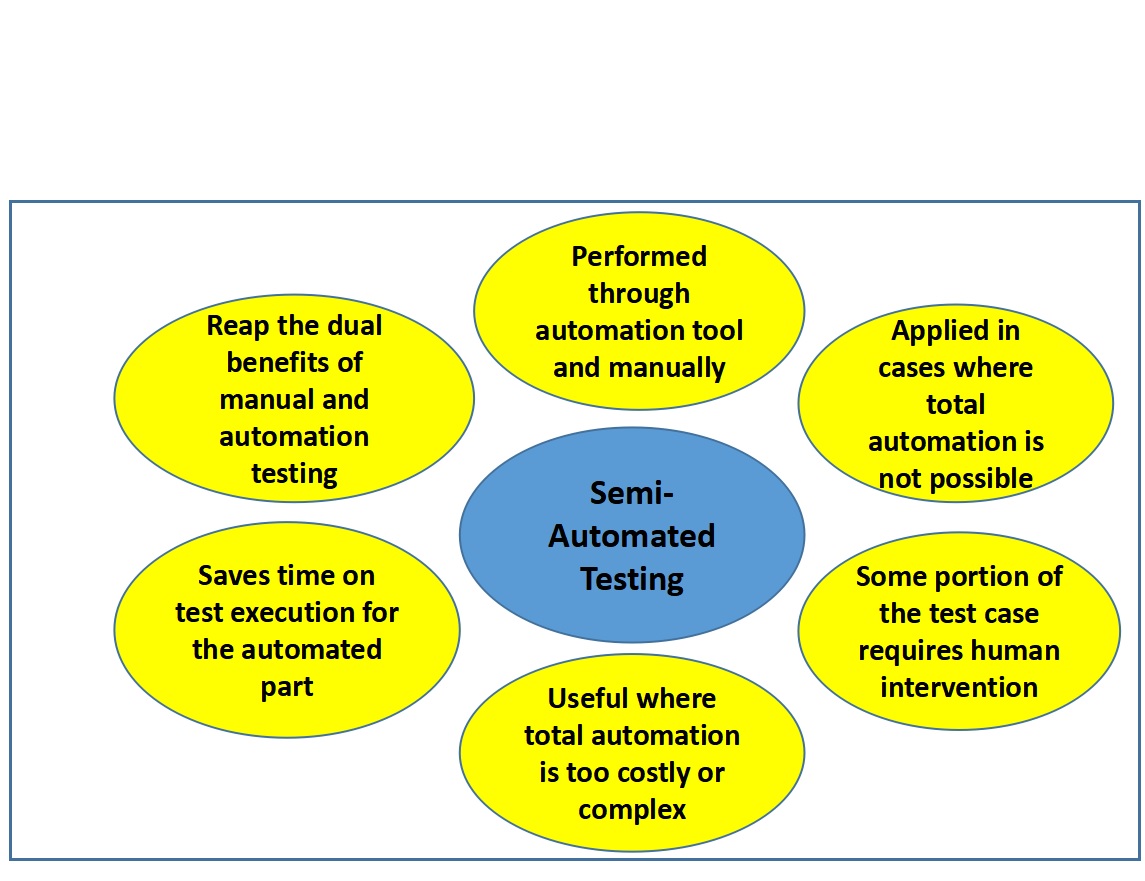 Performed
through
automation tool
and manually
Reap the dual
benefits of
manual and
automation
testing
Applied in
cases where
total
automation is
not possible
Semi-
Automated
Testing
Saves time on
test execution for
the automated
part
Some portion of
the test case
requires human
intervention
Useful where
total automation
is too costly or
complex